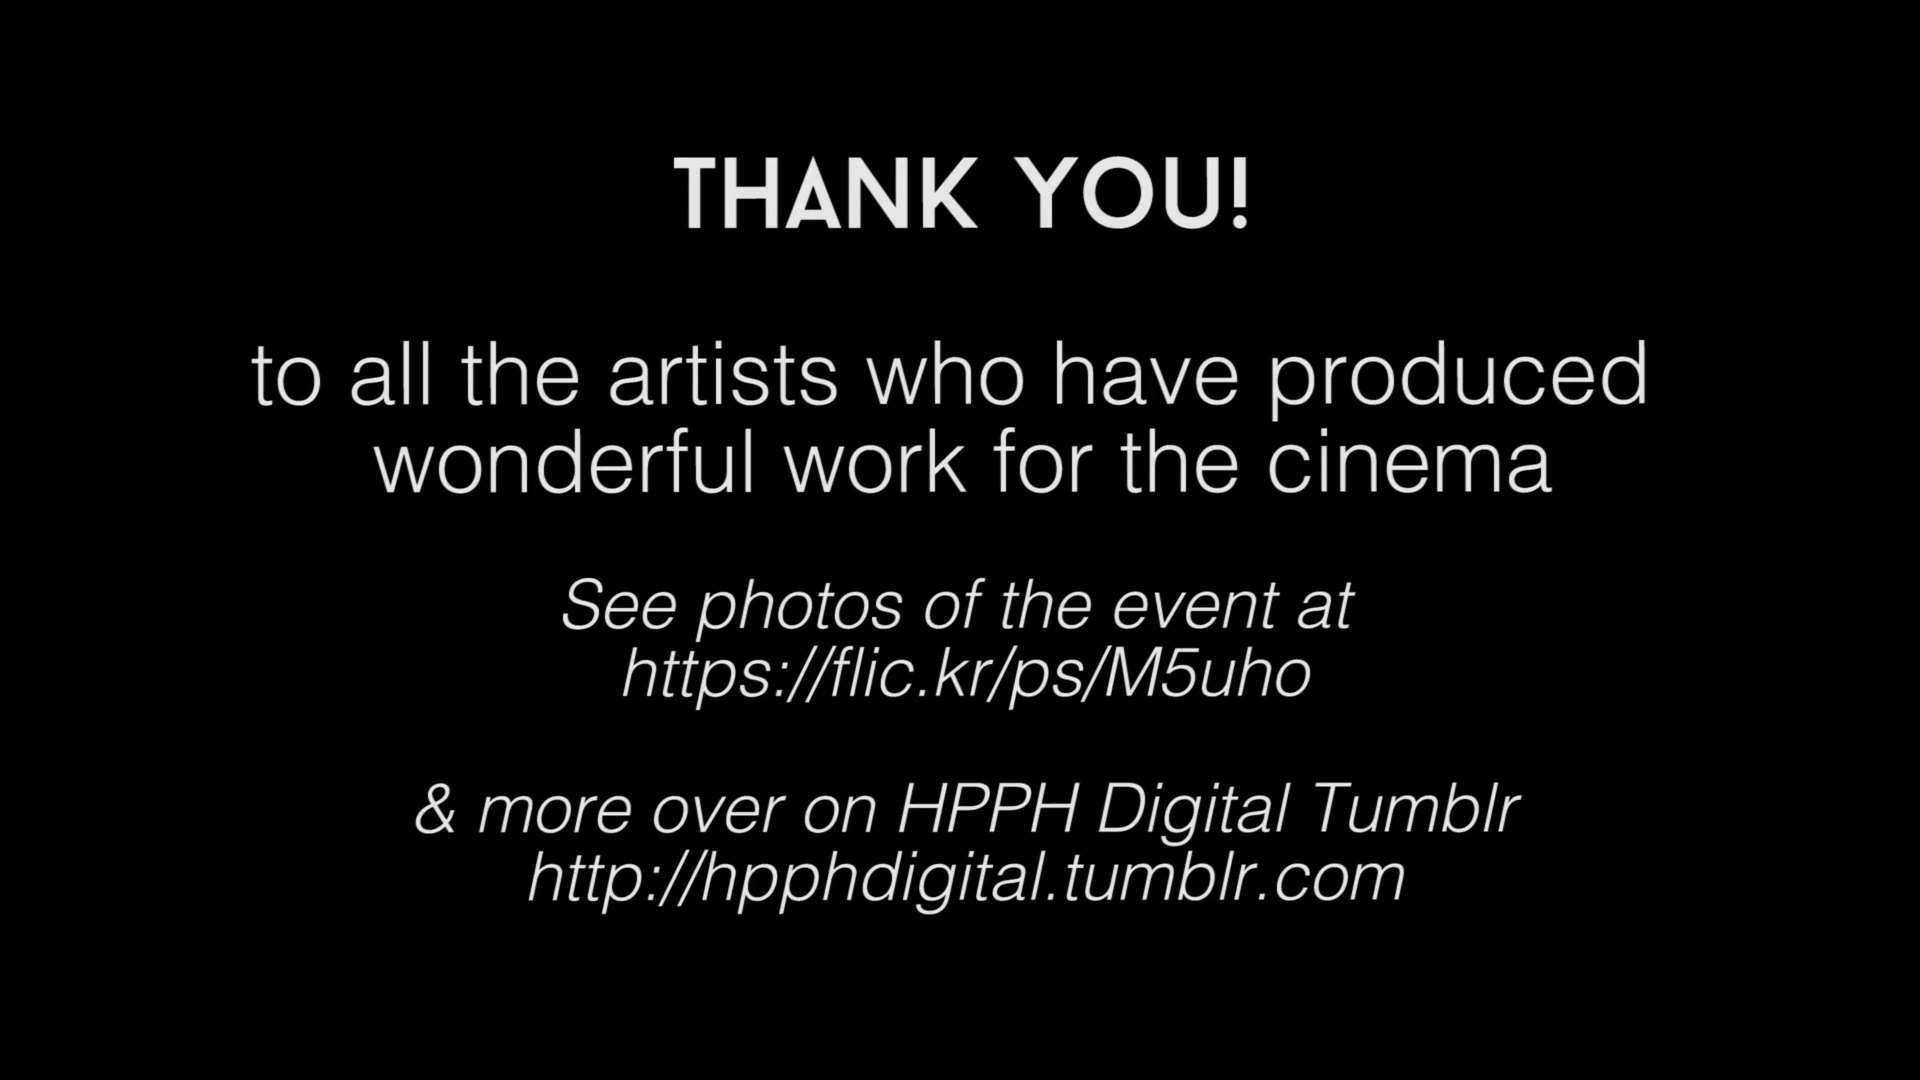 THANK YOU!
to all the artists who have produced
wonderful work for the cinema
See photos of the event at
https://flic.kr/ps/M5uho
& more over on HPPH Digital Tumblr
http://hpphdigital.tumblr.com